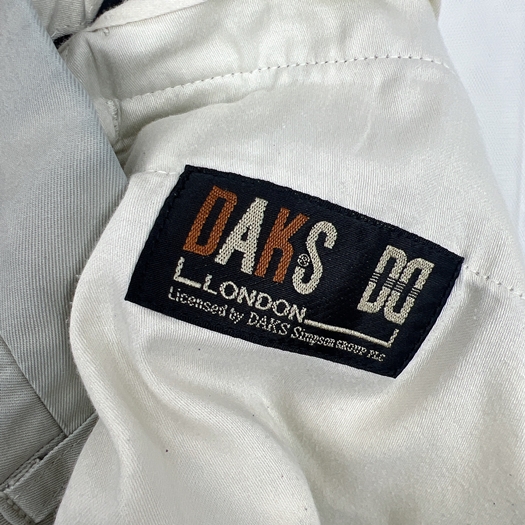 DAKS® DD
LONDON
Licensed by DAKS Simpson GROUP PLC